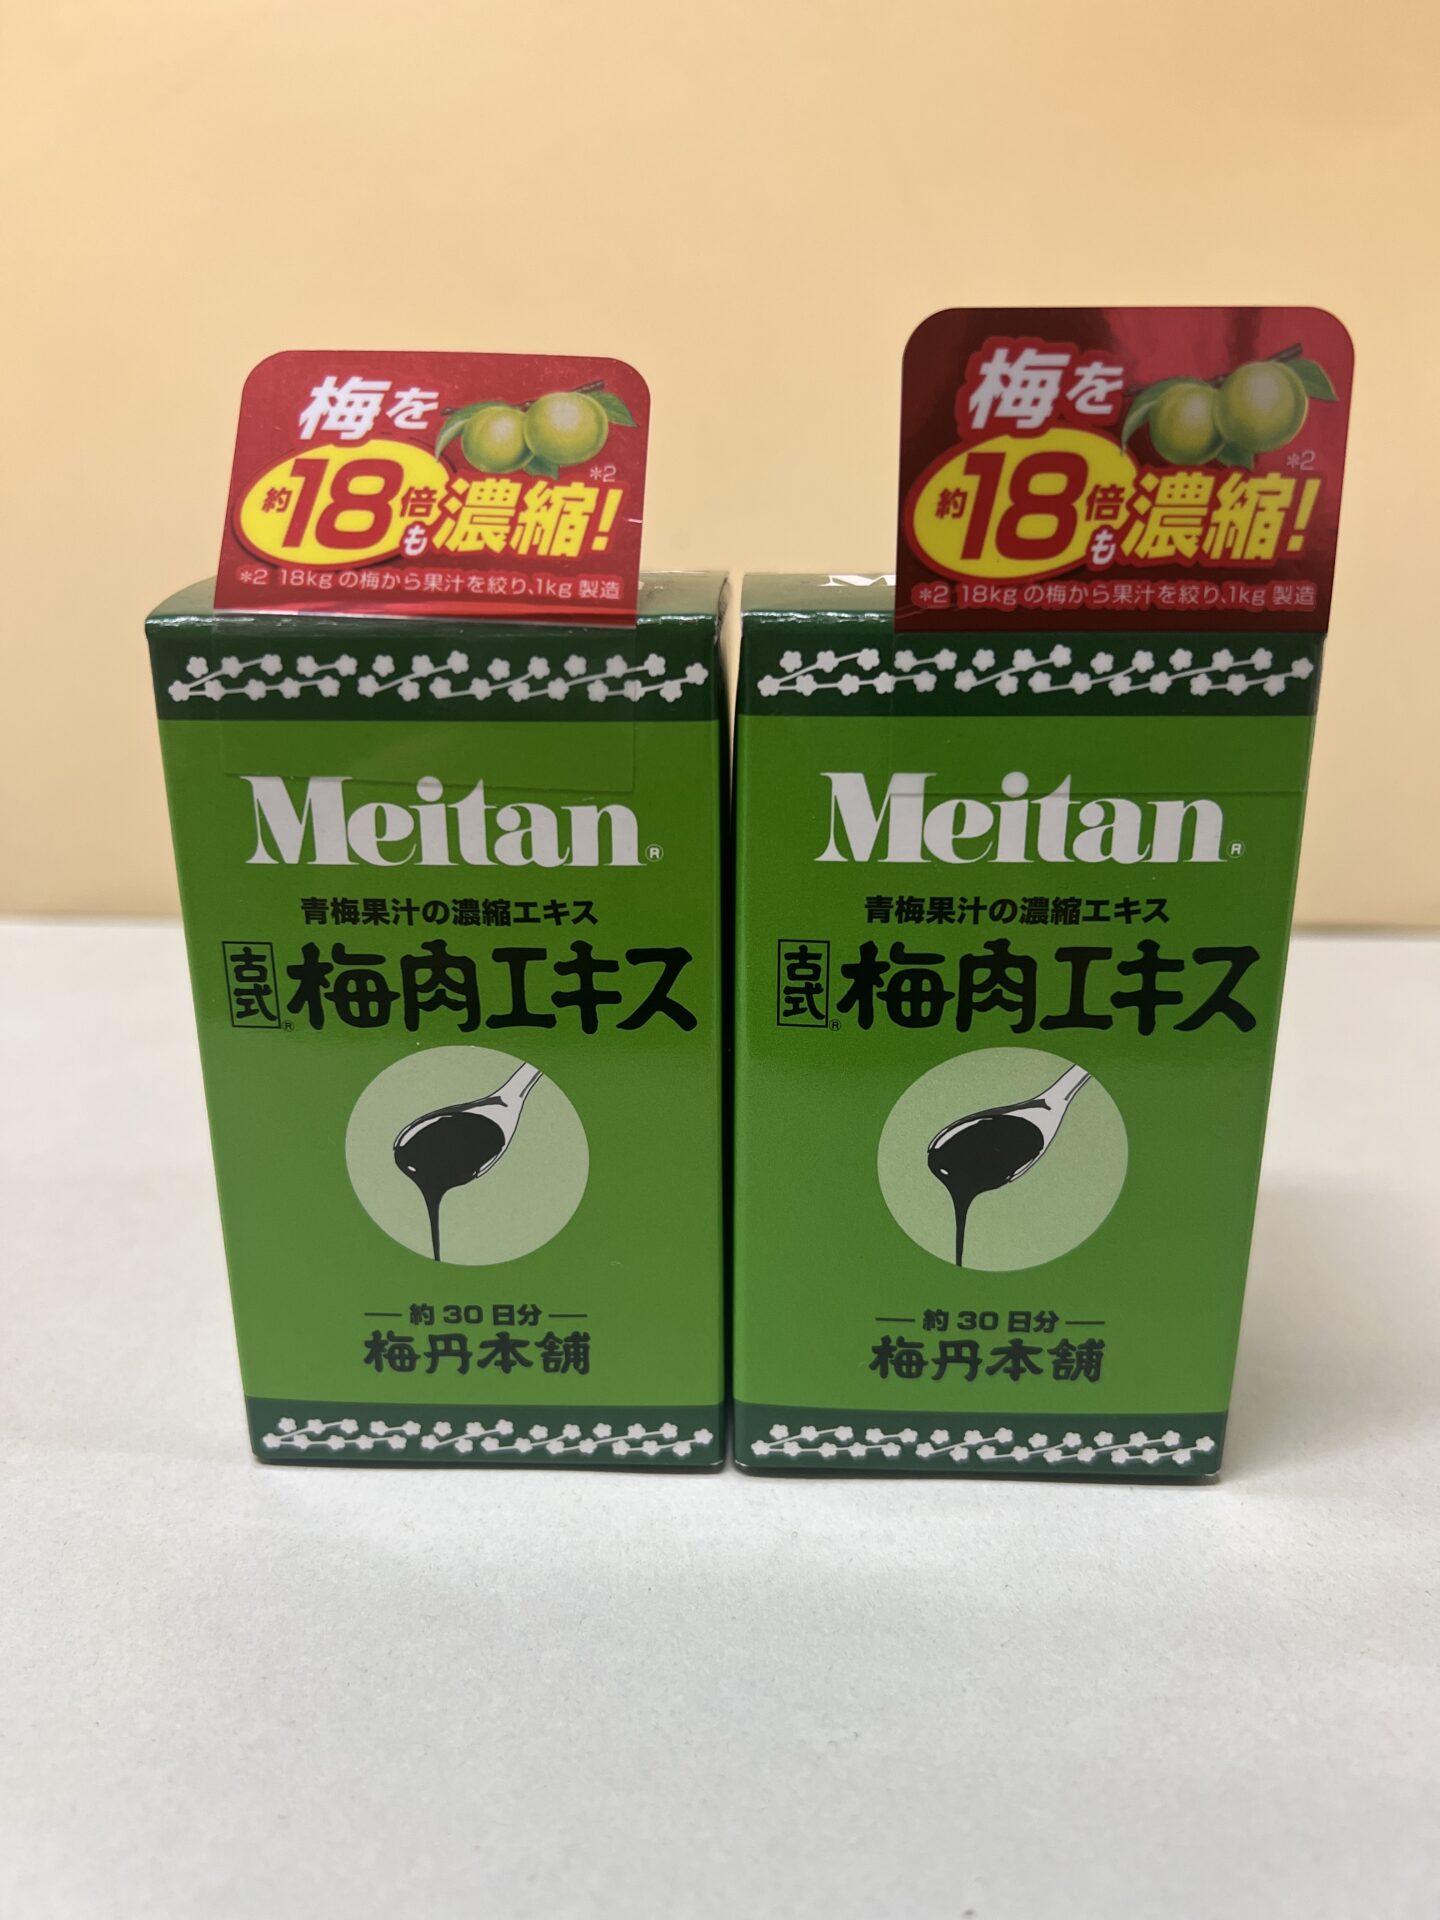 梅を
約18倍も濃縮!*2
*2 18kgの梅から果汁を絞り、1kg製造
Meitan®
青梅果汁の濃縮エキス
古式® 梅肉エキス
約30日分
梅丹本舗
梅を
約18倍も濃縮!*2
*2 18kgの梅から果汁を絞り、1kg製造
Meitan®
青梅果汁の濃縮エキス
古式® 梅肉エキス
約30日分
梅丹本舗